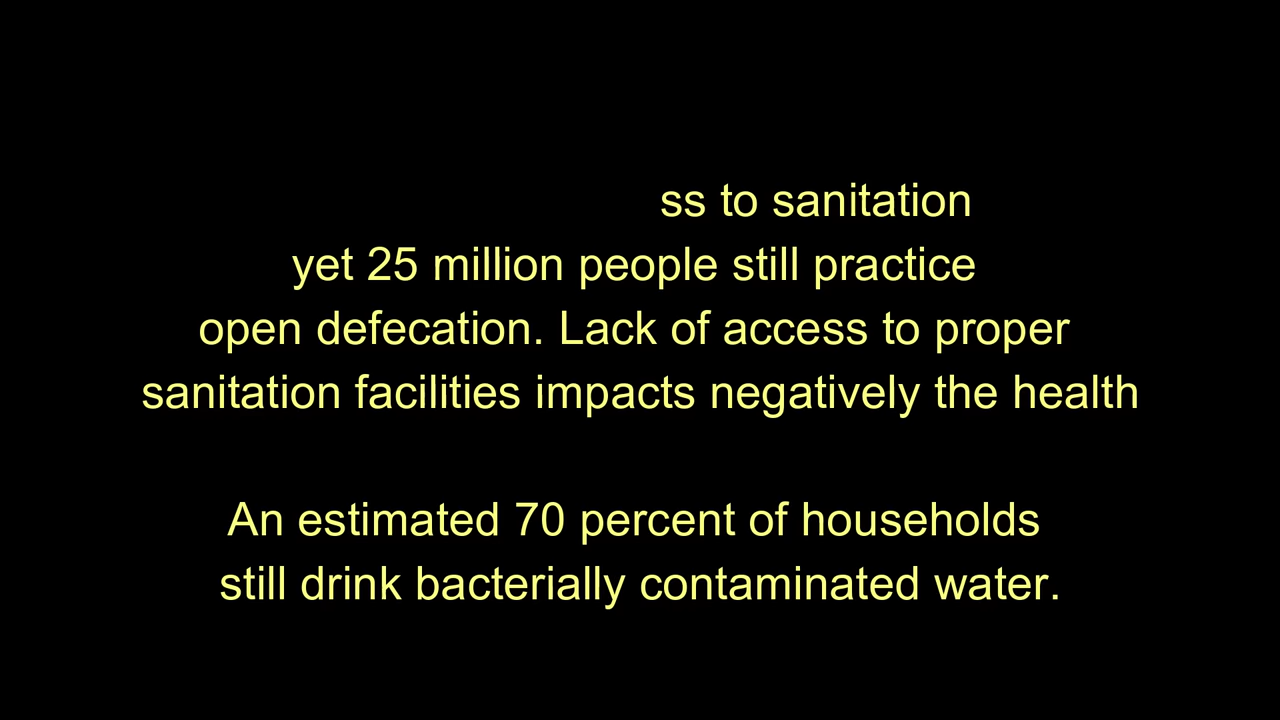 ss to sanitation
yet 25 million people still practice
open defecation. Lack of access to proper
sanitation facilities impacts negatively the health
An estimated 70 percent of households
still drink bacterially contaminated water.